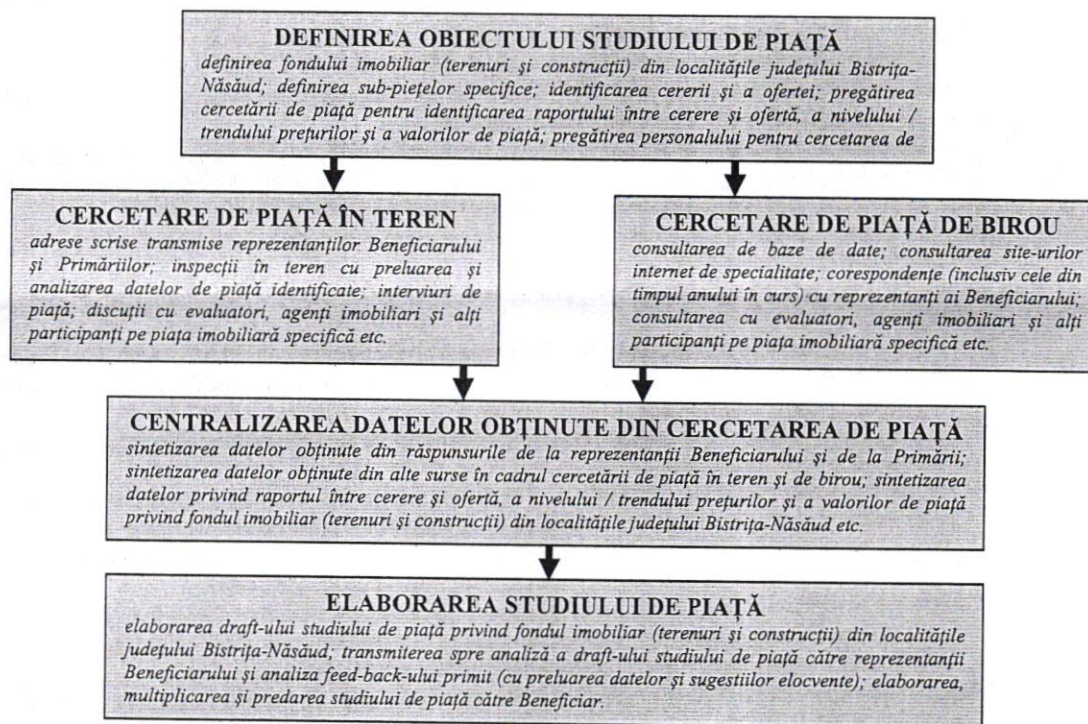 DEFINIREA OBIECTULUI STUDIULUI DE PIAȚĂ
definirea fondului imobiliar (terenuri și construcții) din localitățile județului Bistrița-
Năsăud; definirea sub-piețelor specifice; identificarea cererii și a ofertei; pregătirea
cercetării de piață pentru identificarea raportului între cerere și ofertă, a nivelului /
trendului prețurilor și a valorilor de piață; pregătirea personalului pentru cercetarea de
CERCETARE DE PIAȚĂ ÎN TEREN
adrese scrise transmise reprezentanților Beneficiarului
și Primăriilor; inspecții în teren cu preluarea și
analizarea datelor de piață identificate; interviuri de
piață; discuții cu evaluatori, agenți imobiliari și alți
participanți pe piața imobiliară specifică etc.
CERCETARE DE PIAȚĂ DE BIROU
consultarea de baze de date; consultarea site-urilor
internet de specialitate; corespondențe (inclusiv cele din
timpul anului în curs) cu reprezentanți ai Beneficiarului;
consultarea cu evaluatori, agenți imobiliari și alți
participanți pe piața imobiliară specifică etc.
CENTRALIZAREA DATELOR OBȚINUTE DIN CERCETAREA DE PIAȚĂ
sintetizarea datelor obținute din răspunsurile de la reprezentanții Beneficiarului și de la Primării;
sintetizarea datelor obținute din alte surse în cadrul cercetării de piață în teren și de birou; sintetizarea
datelor privind raportul între cerere și ofertă, a nivelului / trendului prețurilor și a valorilor de piață
privind fondul imobiliar (terenuri și construcții) din localitățile județului Bistrița-Năsăud etc.
ELABORAREA STUDIULUI DE PIAȚĂ
elaborarea draft-ului studiului de piață privind fondul imobiliar (terenuri și construcții) din localitățile
județului Bistrița-Năsăud; transmiterea spre analiză a draft-ului studiului de piață către reprezentanții
Beneficiarului și analiza feed-back-ului primit (cu preluarea datelor și sugestiilor elocvente); elaborarea,
multiplicarea și predarea studiului de piață către Beneficiar.